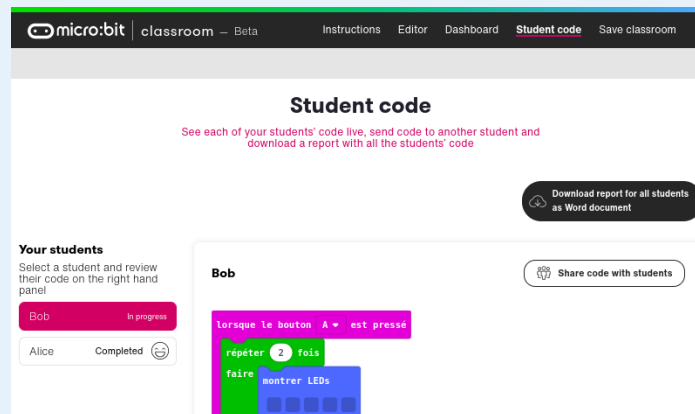 micro:bit classroom – Beta Instructions Editor Dashboard Student code Save classroom
Student code
See each of your students' code live, send code to another student and
download a report with all the students' code
Download report for all students
as Word document
Your students
Select a student and review
their code on the right hand
panel
Bob In progress
Alice Completed
Bob
Share code with students
lorsque le bouton A est pressé
répéter 2 fois
faire
montrer LEDs